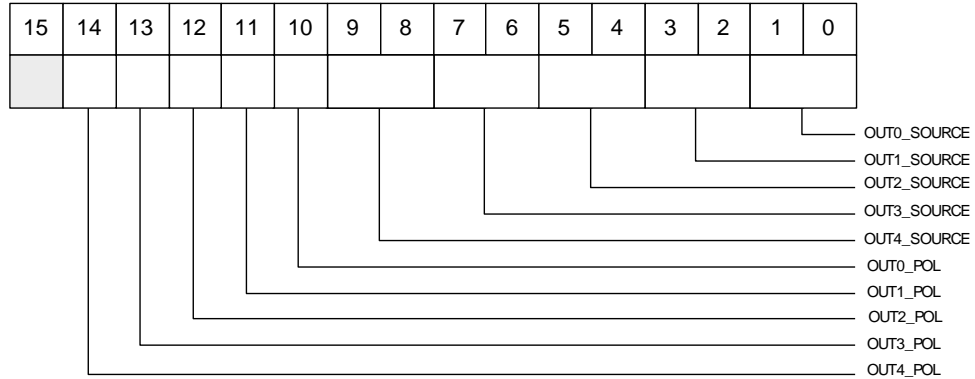 15 14 13 12 11 10 9 8 7 6 5 4 3 2 1 0
OUT0_SOURCE
OUT1_SOURCE
OUT2_SOURCE
OUT3_SOURCE
OUT4_SOURCE
OUT0_POL
OUT1_POL
OUT2_POL
OUT3_POL
OUT4_POL